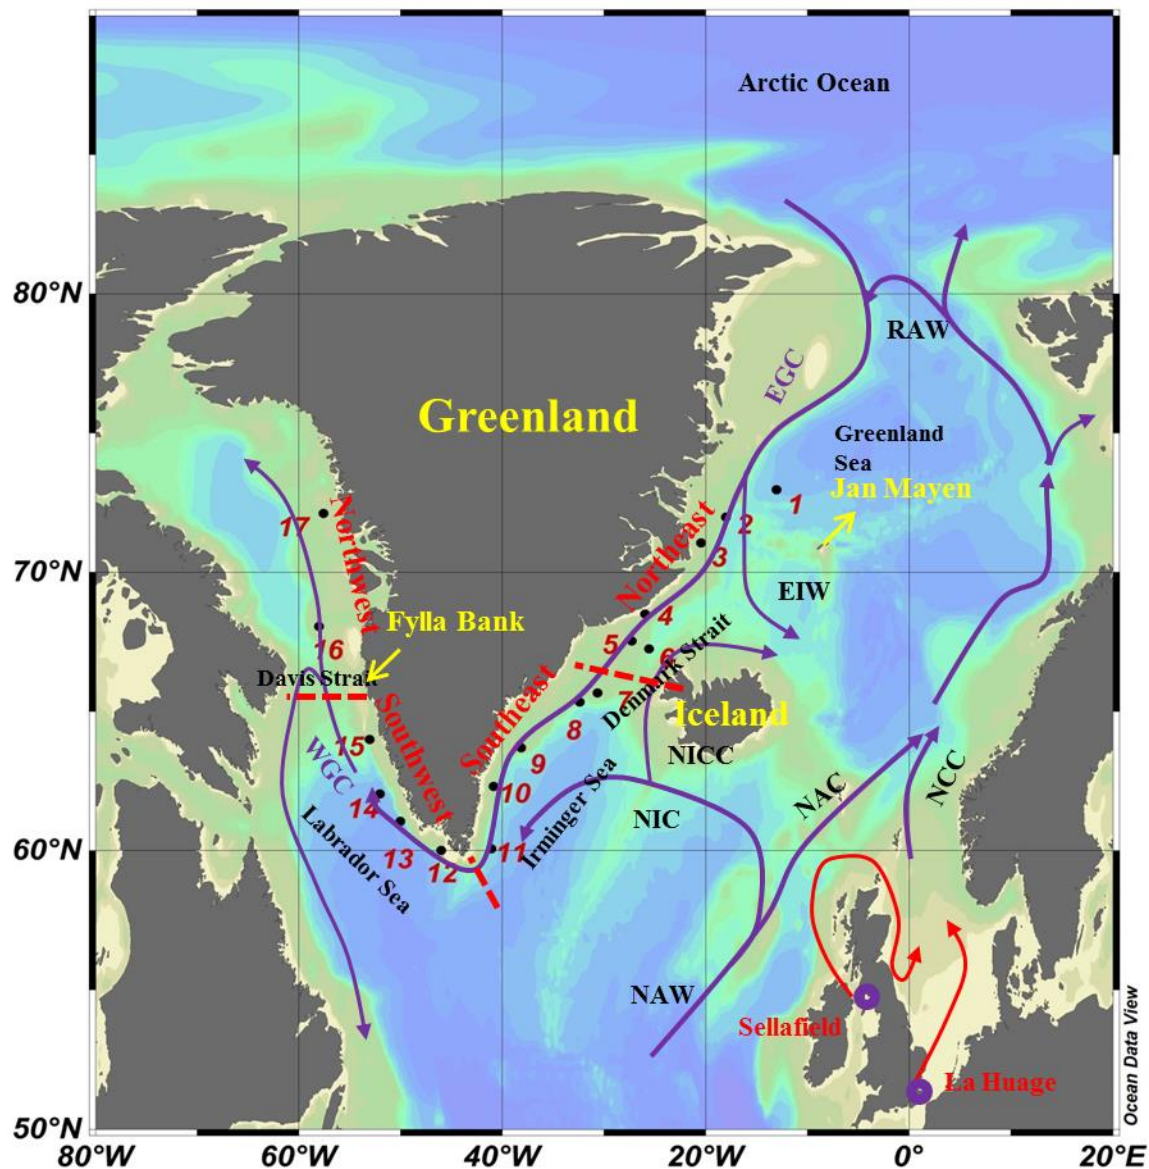 Arctic Ocean
80°N
RAW
EGC
Greenland
Greenland
Sea
Jan Mayen
1
2
3
Northeast
17
Northwest
70°N
EIW
4
Fylla Bank
5
6
16
Davis Strait
Denmark Strait
7
Southeast
Iceland
8
Southwest
15
WGC
9
NICC
10
14
NAC
NCC
NIC
Irminger Sea
Labrador Sea
60°N
13
12
11
NAW
Sellafield
La Huage
Ocean Data View
50°N
80°W
60°W
40°W
20°W
0°
20°E